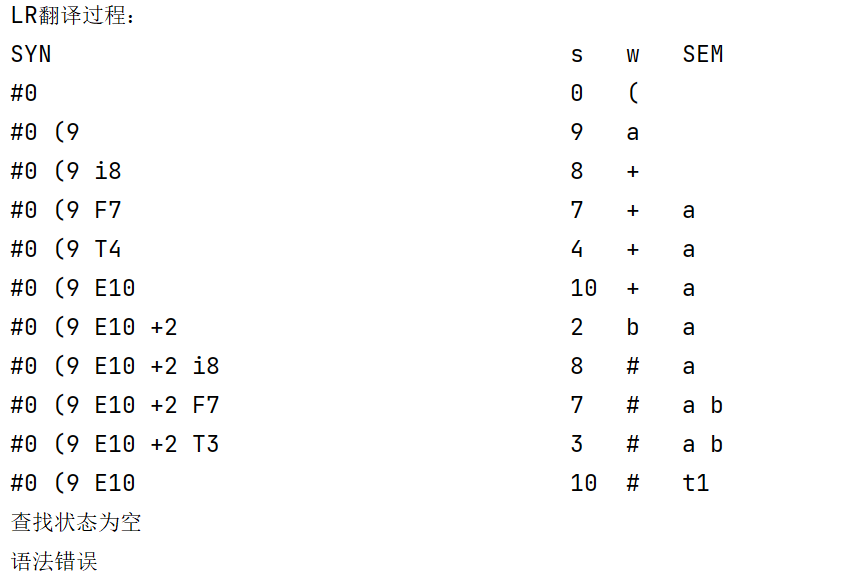 LR翻译过程：
SYN s w SEM
#0 0 (
#0 (9 9 a
#0 (9 i8 8 +
#0 (9 F7 7 + a
#0 (9 T4 4 + a
#0 (9 E10 10 + a
#0 (9 E10 +2 2 b a
#0 (9 E10 +2 i8 8 # a
#0 (9 E10 +2 F7 7 # a b
#0 (9 E10 +2 T3 3 # a b
#0 (9 E10 10 # t1
查找状态为空
语法错误